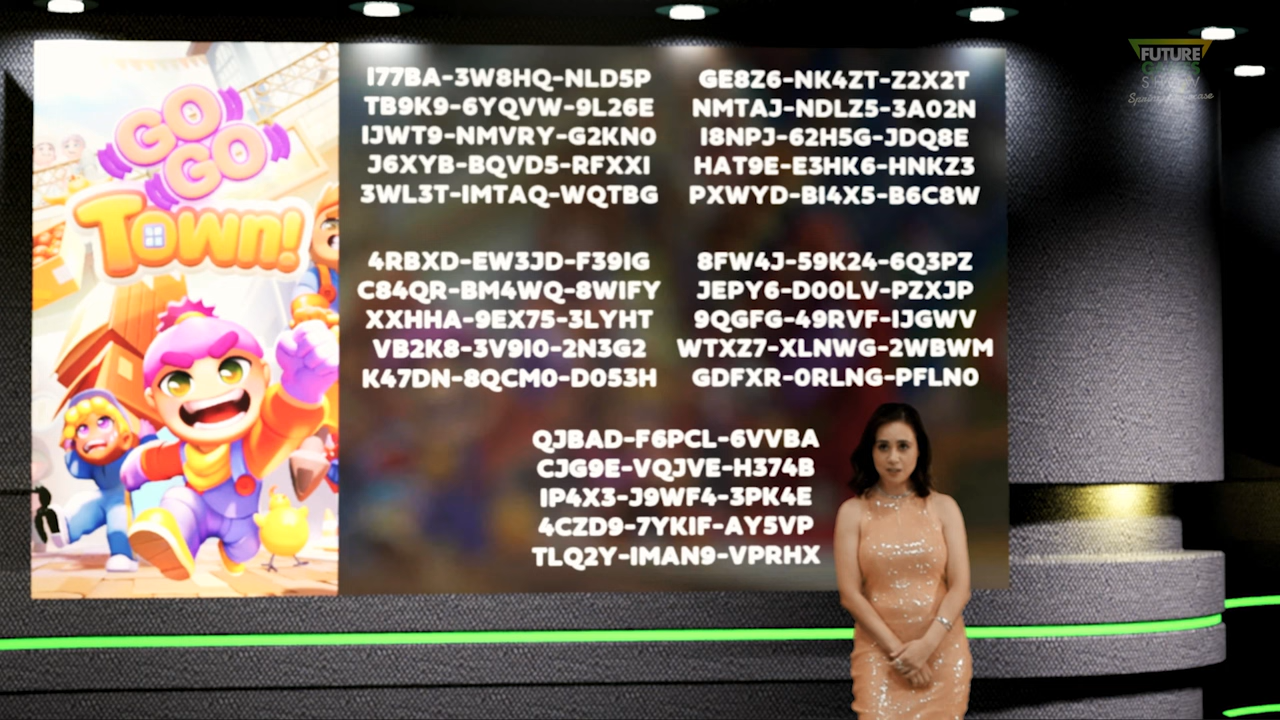 GO
GO
TOWN!
I77BA-3W8HQ-NLD5P
TB9K9-6YQVW-9L26E
IJWT9-NMVRY-G2KN0
J6XYB-BQVD5-RFXXI
3WL3T-IMTAQ-WQTBG
GE8Z6-NK4ZT-Z2X2T
NMTAJ-NDLZ5-3A02N
I8NPJ-62H5G-JDQ8E
HAT9E-E3HK6-HNKZ3
PXWYD-BI4X5-B6C8W
4RBXD-EW3JD-F39IG
C84QR-BM4WQ-8WIFY
XXHHA-9EX75-3LYHT
VB2K8-3V9I0-2N3G2
K47DN-8QCM0-D053H
8FW4J-59K24-6Q3PZ
JEPY6-D00LV-PZXJP
9QGFG-49RVF-IJGWV
WTXZ7-XLNWG-2WBWM
GDFXR-0RLNG-PFLN0
QJBAD-F6PCL-6VVBA
CJG9E-VQJVE-H374B
IP4X3-J9WF4-3PK4E
4CZD9-7YKIF-AY5VP
TLQ2Y-IMAN9-VPRHX
FUTURE
GAMES